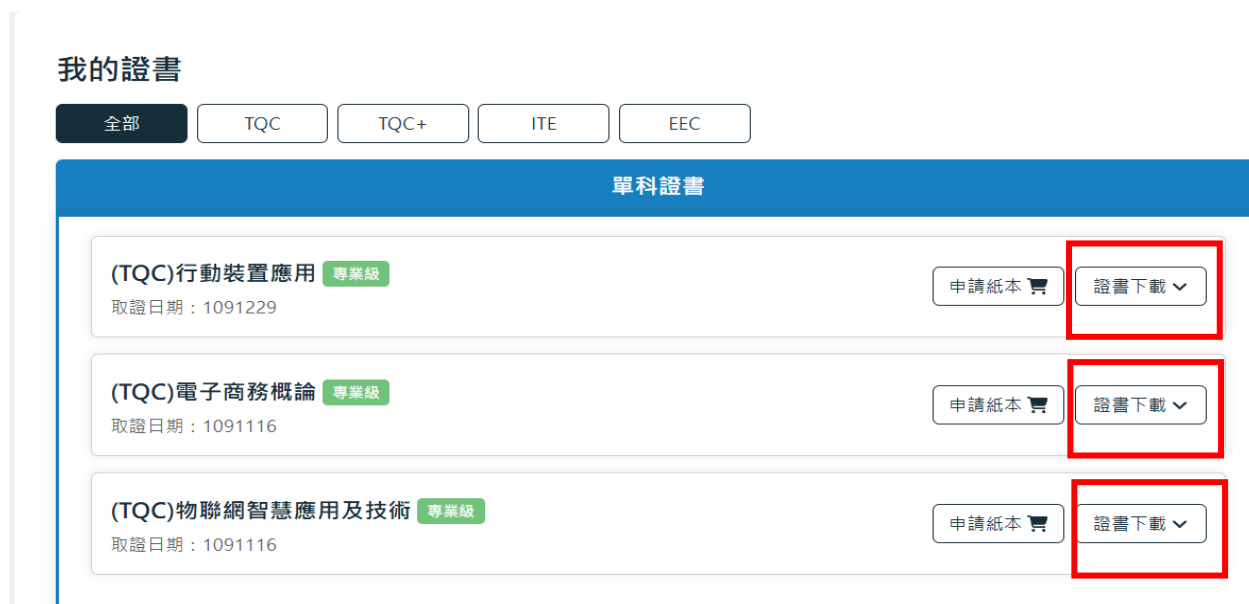 我的證書
全部 TQC TQC+ ITE EEC
單科證書
(TQC)行動裝置應用 專業級
取證日期：1091229
申請紙本 證書下載
(TQC)電子商務概論 專業級
取證日期：1091116
申請紙本 證書下載
(TQC)物聯網智慧應用及技術 專業級
取證日期：1091116
申請紙本 證書下載